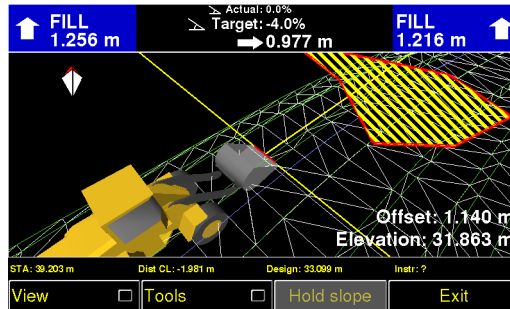 FILL
1.256 m
Actual: 0.0%
Target: -4.0%
0.977 m
FILL
1.216 m
Offset: 1.140 m
Elevation: 31.863 m
STA: 39.203 m Dist CL: -1.981 m Design: 33.099 m Instr: ?
View Tools Hold slope Exit